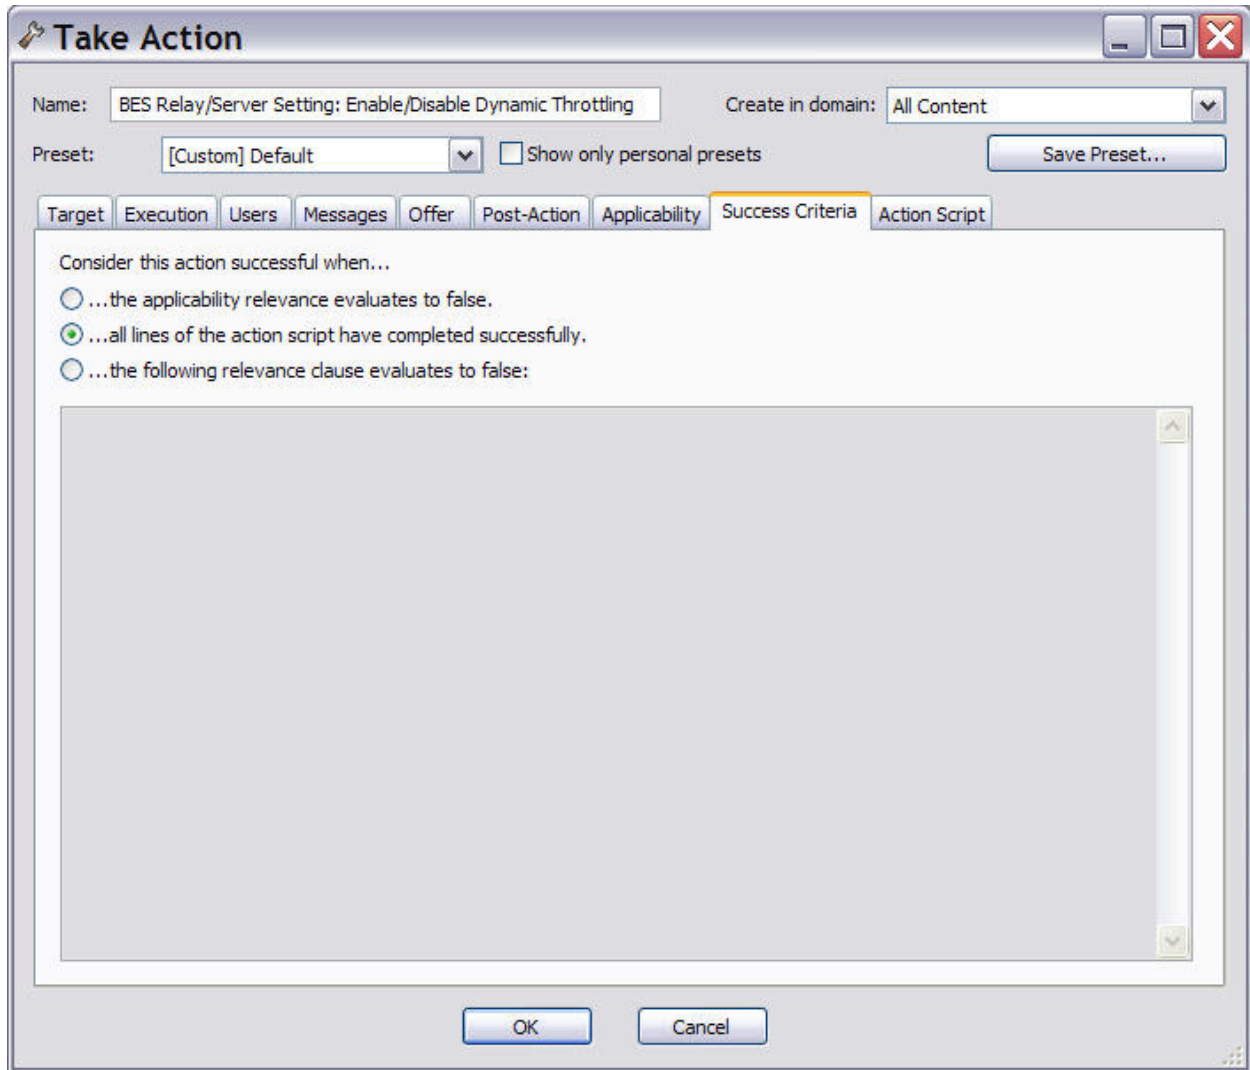 Take Action
Name: BES Relay/Server Setting: Enable/Disable Dynamic Throttling Create in domain: All Content
Preset: [Custom] Default Show only personal presets Save Preset...
Target Execution Users Messages Offer Post-Action Applicability Success Criteria Action Script
Consider this action successful when...
...the applicability relevance evaluates to false.
...all lines of the action script have completed successfully.
...the following relevance clause evaluates to false:
OK Cancel